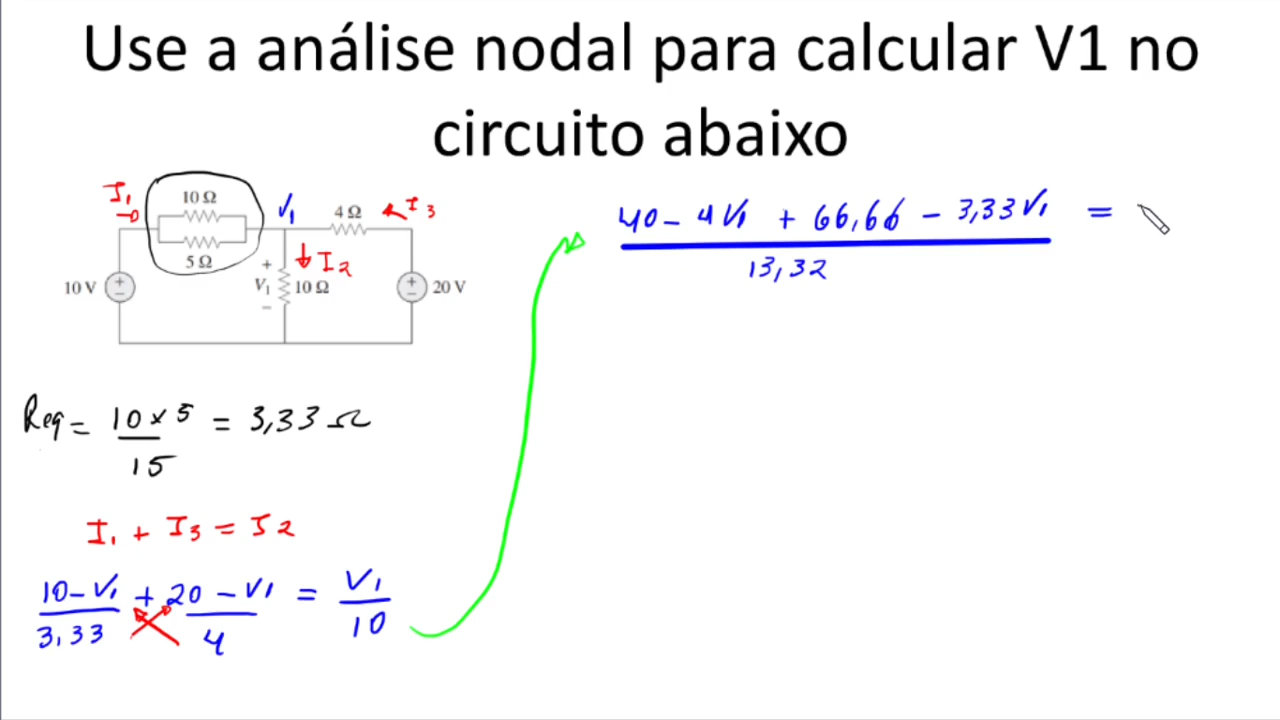 Use a análise nodal para calcular V1 no
circuito abaixo
I1
10 Ω
5 Ω
V1
4 Ω
I3
I2
10 V
+
V1
−
10 Ω
20 V
40 - 4V1 + 66,66 - 3,33V1 =
13,32
Req = 10 x 5 = 3,33 Ω
15
I1 + I3 = I2
10 - V1 + 20 - V1 = V1
3,33 4 10